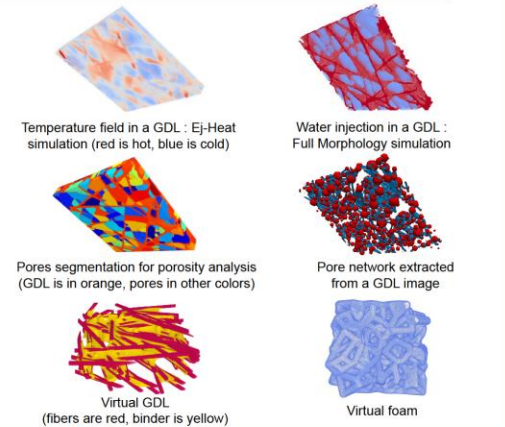 Temperature field in a GDL : Ej-Heat
simulation (red is hot, blue is cold)
Water injection in a GDL :
Full Morphology simulation
Pores segmentation for porosity analysis
(GDL is in orange, pores in other colors)
Pore network extracted
from a GDL image
Virtual GDL
(fibers are red, binder is yellow)
Virtual foam